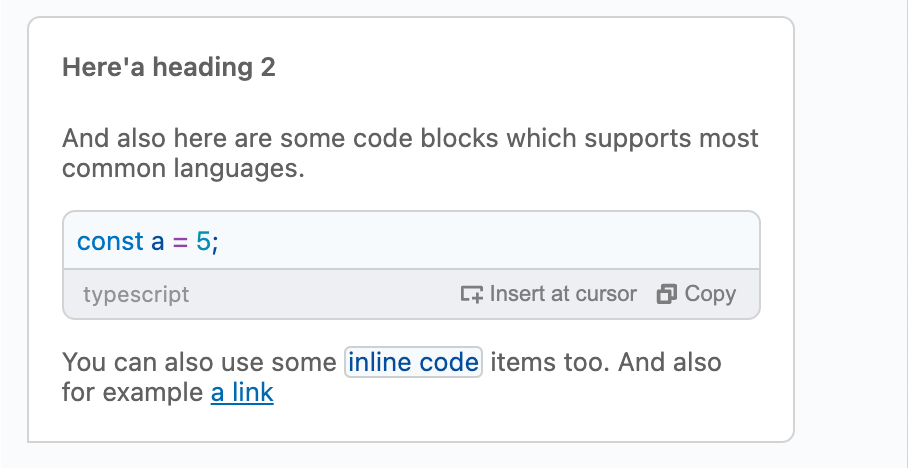 Here'a heading 2
And also here are some code blocks which supports most
common languages.
const a = 5;
typescript Insert at cursor Copy
You can also use some inline code items too. And also
for example a link